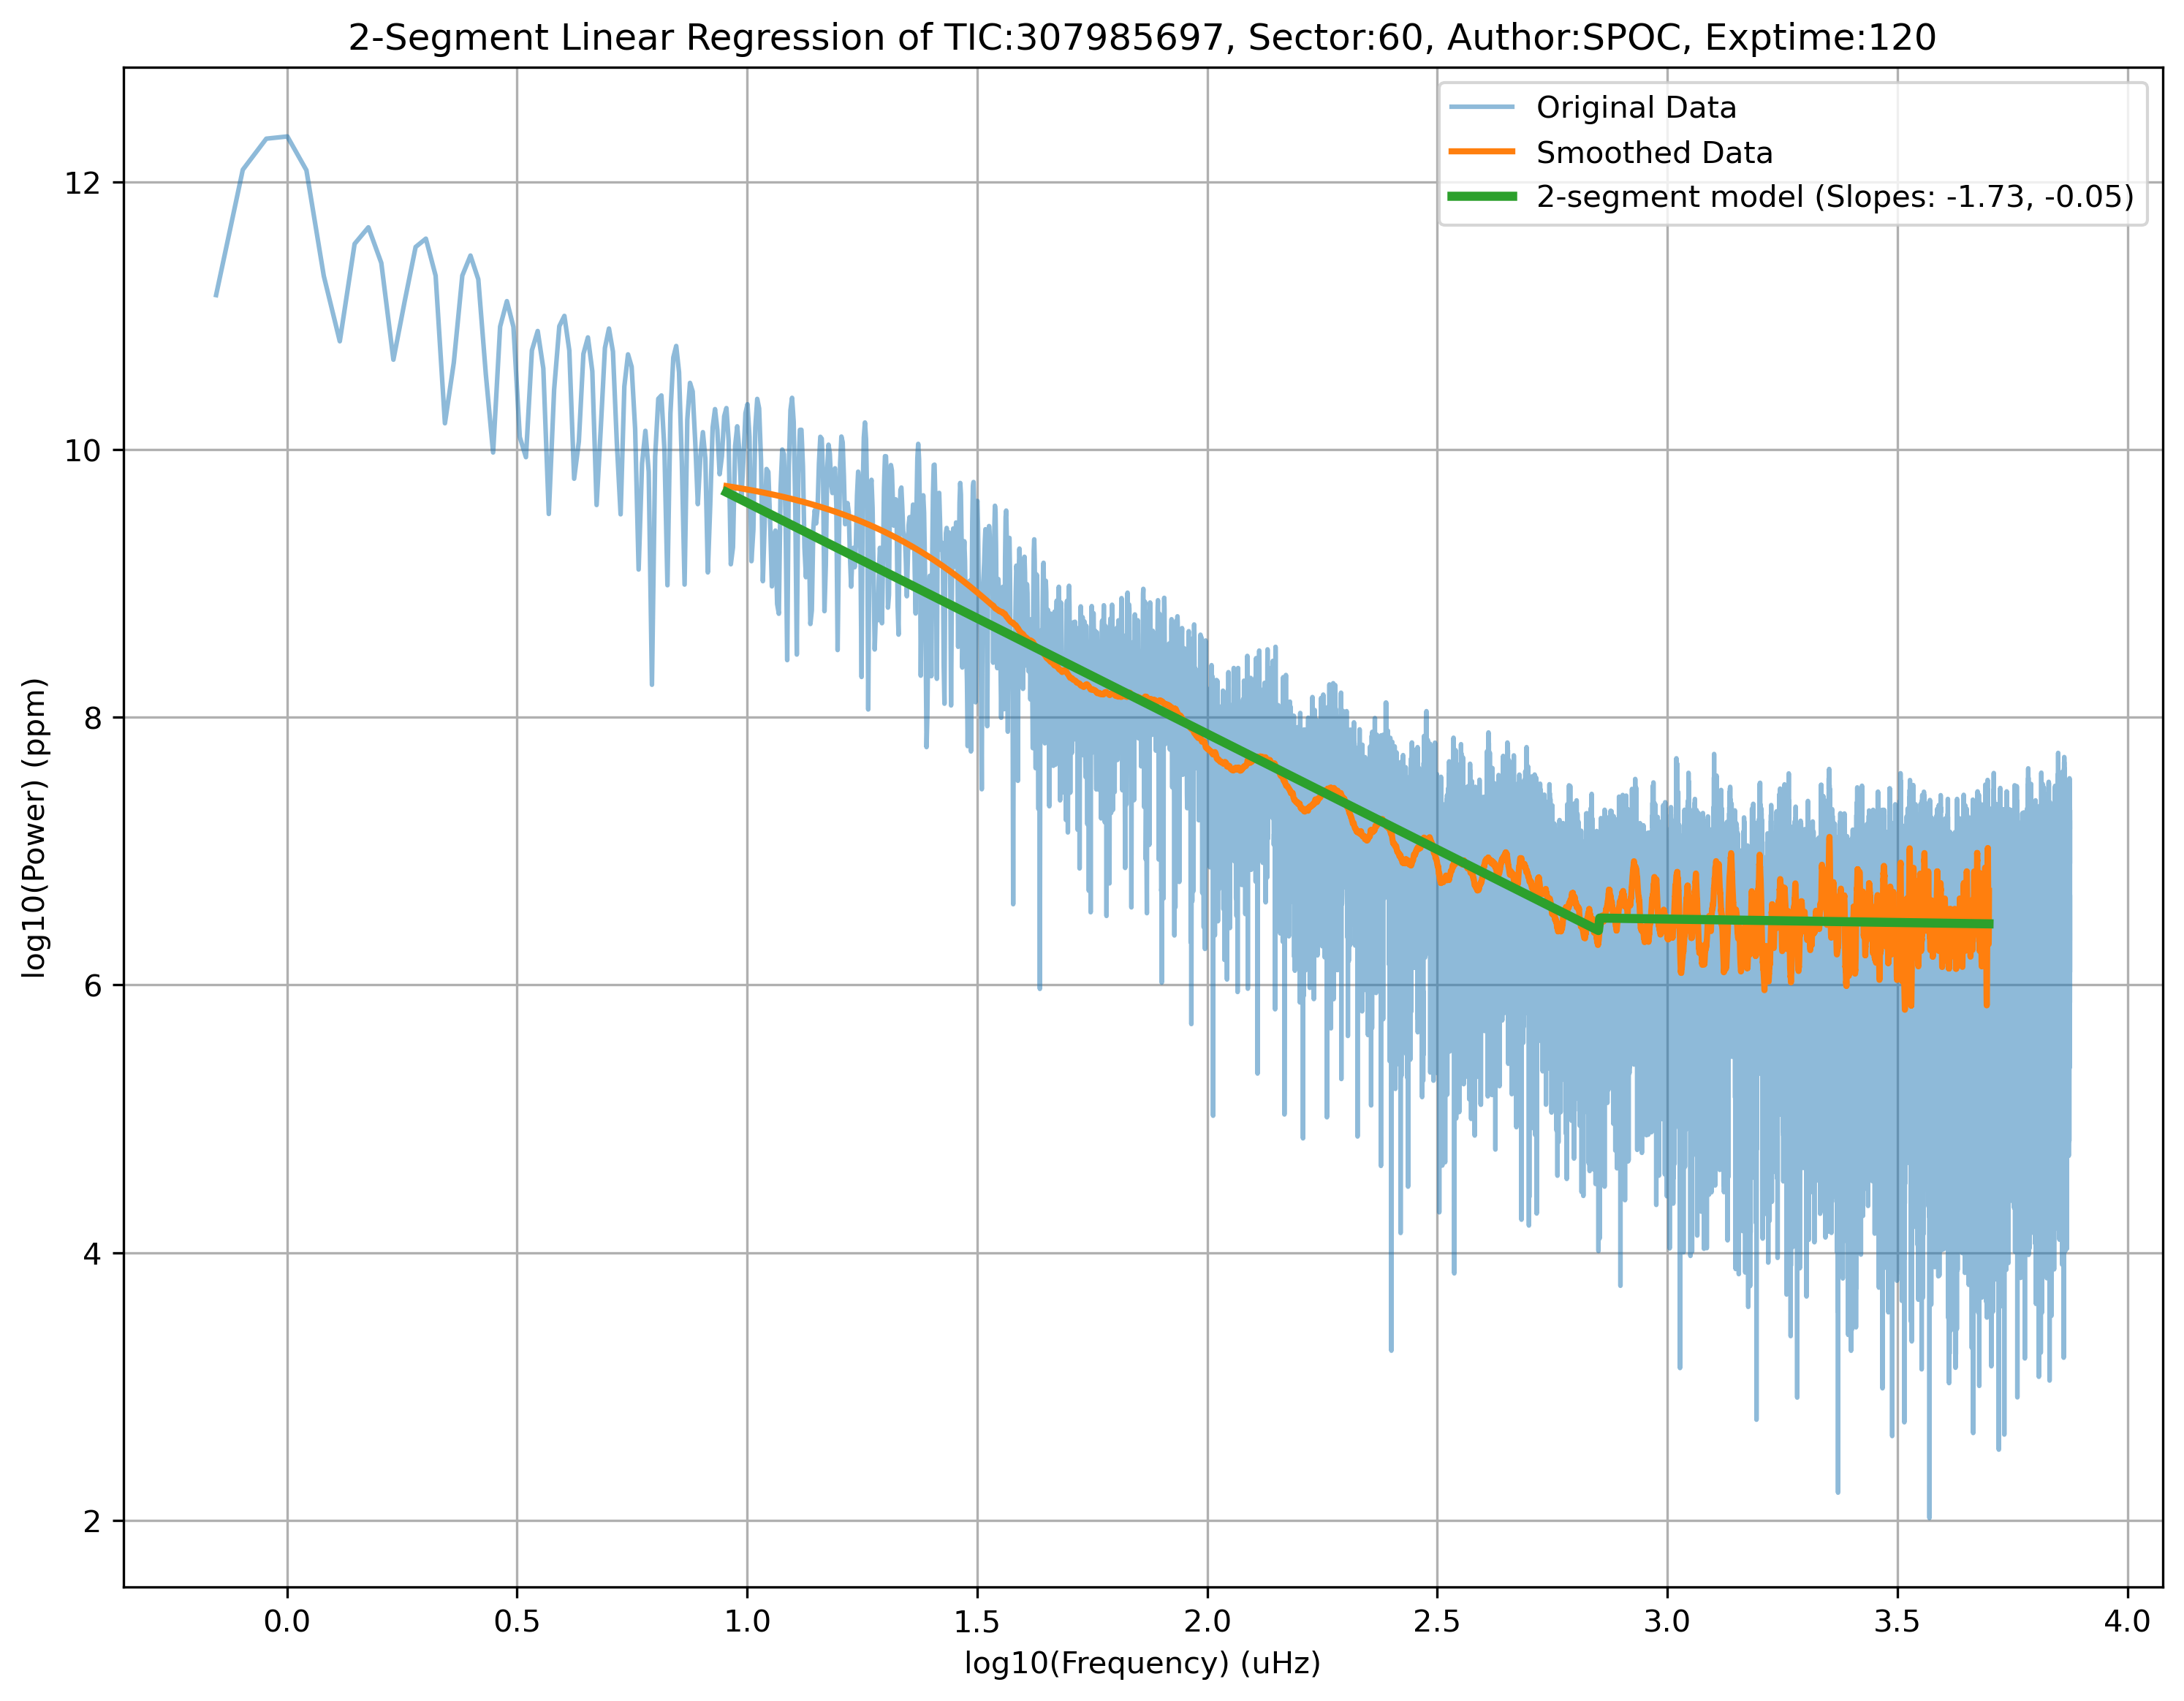 2-Segment Linear Regression of TIC:307985697, Sector:60, Author:SPOC, Exptime:120
Original Data
Smoothed Data
2-segment model (Slopes: -1.73, -0.05)
log10(Power) (ppm)
12
10
8
6
4
2
0.0 0.5 1.0 1.5 2.0 2.5 3.0 3.5 4.0
log10(Frequency) (uHz)